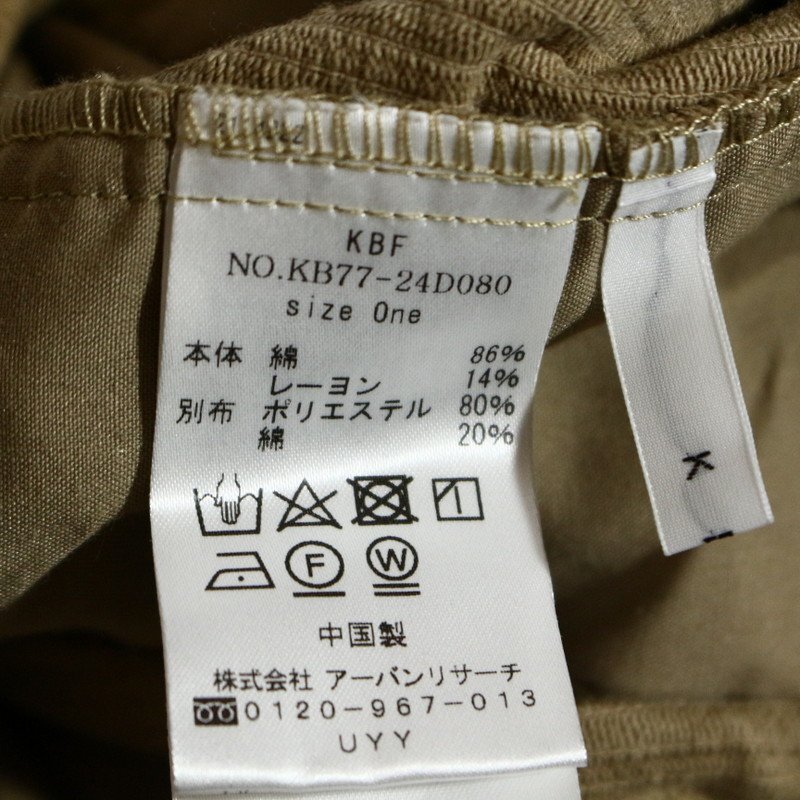 KBF
NO.KB77-24D080
size One
本体 綿 86%
レーヨン 14%
別布 ポリエステル 80%
綿 20%
F W
中国製
株式会社 アーバンリサーチ
0120-967-013
UYY
K